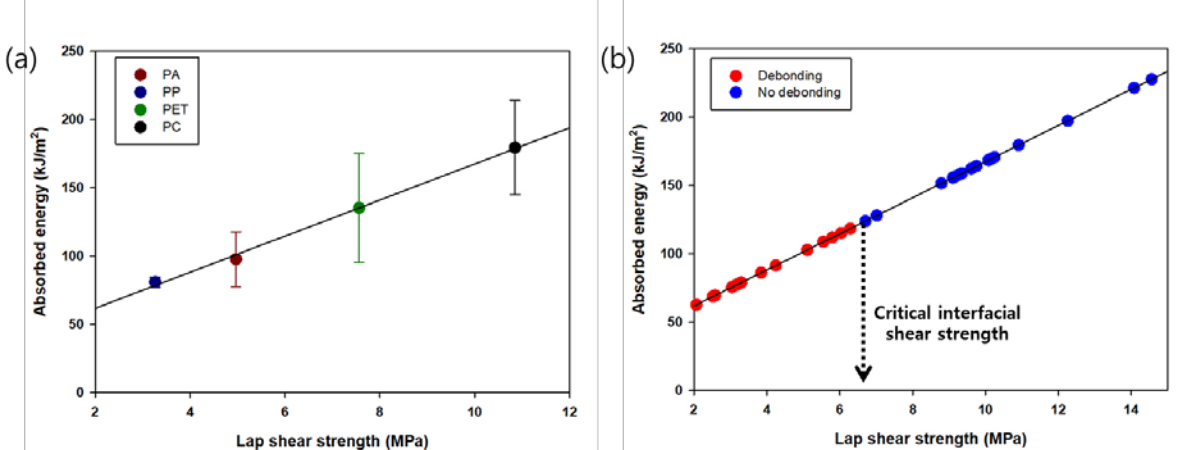 (a)
250
200
150
100
50
0
Absorbed energy (kJ/m²)
PA
PP
PET
PC
2 4 6 8 10 12
Lap shear strength (MPa)
(b)
250
200
150
100
50
0
Absorbed energy (kJ/m²)
Debonding
No debonding
Critical interfacial
shear strength
2 4 6 8 10 12 14
Lap shear strength (MPa)